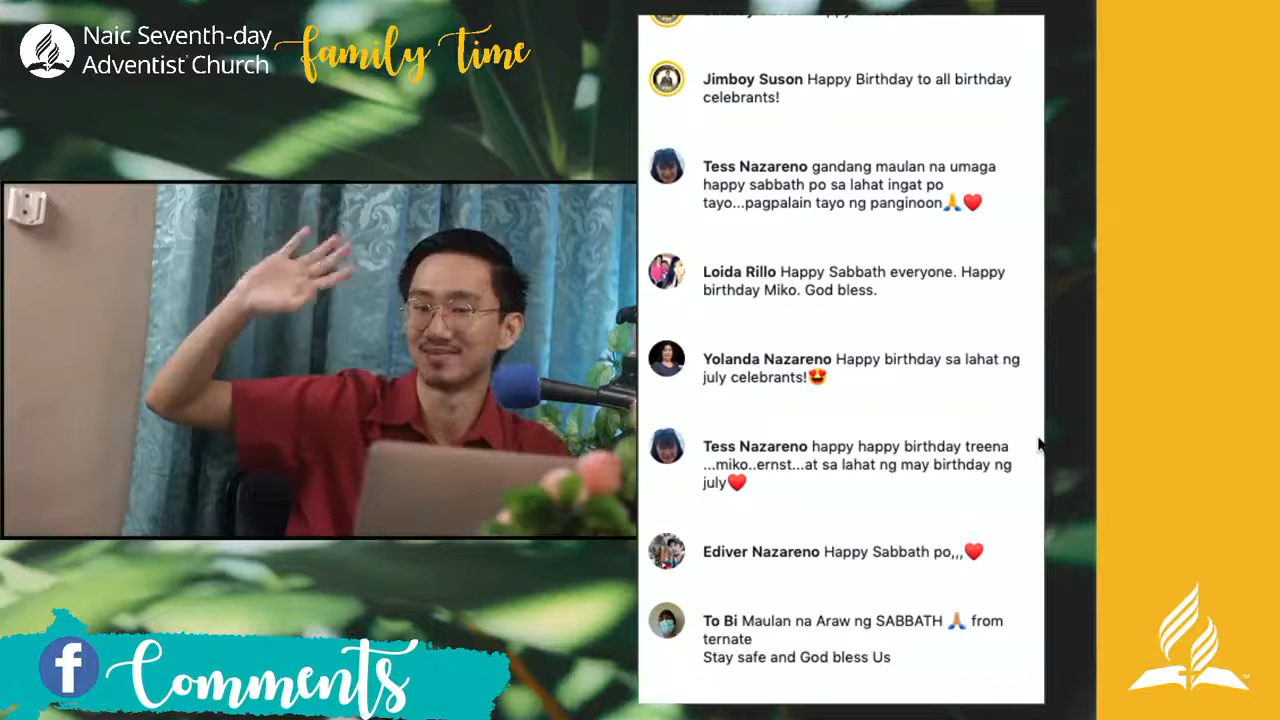 Naic Seventh-day
Adventist Church
family time
Jimboy Suson Happy Birthday to all birthday
celebrants!
Tess Nazareno gandang maulan na umaga
happy sabbath po sa lahat ingat po
tayo...pagpalain tayo ng panginoon🙏❤️
Loida Rillo Happy Sabbath everyone. Happy
birthday Miko. God bless.
Yolanda Nazareno Happy birthday sa lahat ng
july celebrants!😍
Tess Nazareno happy happy birthday treena
...miko..ernst...at sa lahat ng may birthday ng
july❤️
Ediver Nazareno Happy Sabbath po,,,❤️
To Bi Maulan na Araw ng SABBATH 🙏🏼 from
ternate
Stay safe and God bless Us
f Comments